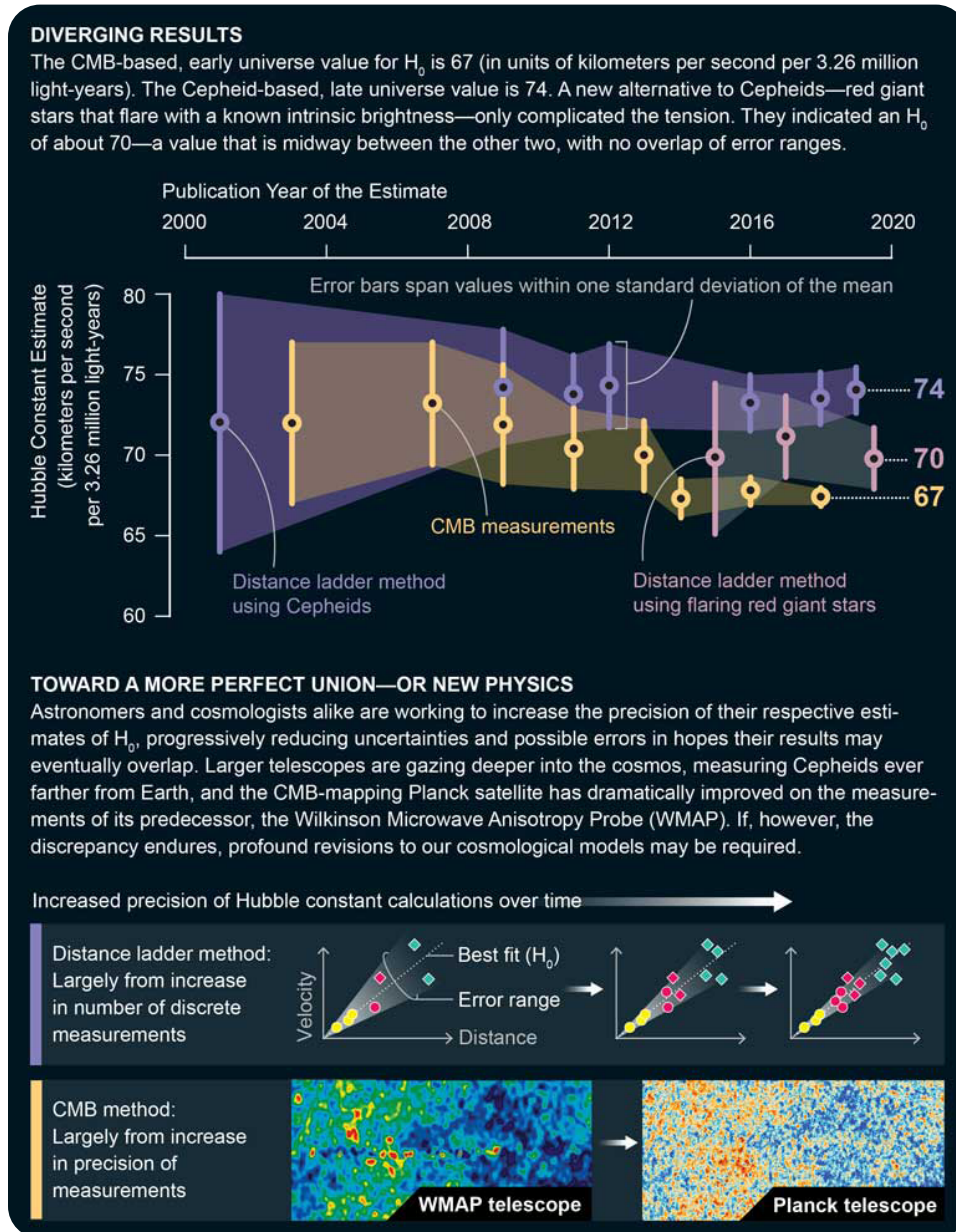 DIVERGING RESULTS
The CMB-based, early universe value for H0 is 67 (in units of kilometers per second per 3.26 million
light-years). The Cepheid-based, late universe value is 74. A new alternative to Cepheids—red giant
stars that flare with a known intrinsic brightness—only complicated the tension. They indicated an H0
of about 70—a value that is midway between the other two, with no overlap of error ranges.
Publication Year of the Estimate
2000 2004 2008 2012 2016 2020
Hubble Constant Estimate
(kilometers per second
per 3.26 million light-years)
80
75
70
65
60
Error bars span values within one standard deviation of the mean
74
70
67
CMB measurements
Distance ladder method
using Cepheids
Distance ladder method
using flaring red giant stars
TOWARD A MORE PERFECT UNION—OR NEW PHYSICS
Astronomers and cosmologists alike are working to increase the precision of their respective esti-
mates of H0, progressively reducing uncertainties and possible errors in hopes their results may
eventually overlap. Larger telescopes are gazing deeper into the cosmos, measuring Cepheids ever
farther from Earth, and the CMB-mapping Planck satellite has dramatically improved on the measure-
ments of its predecessor, the Wilkinson Microwave Anisotropy Probe (WMAP). If, however, the
discrepancy endures, profound revisions to our cosmological models may be required.
Increased precision of Hubble constant calculations over time
Distance ladder method:
Largely from increase
in number of discrete
measurements
Velocity
Best fit (H0)
Error range
Distance
CMB method:
Largely from increase
in precision of
measurements
WMAP telescope
Planck telescope